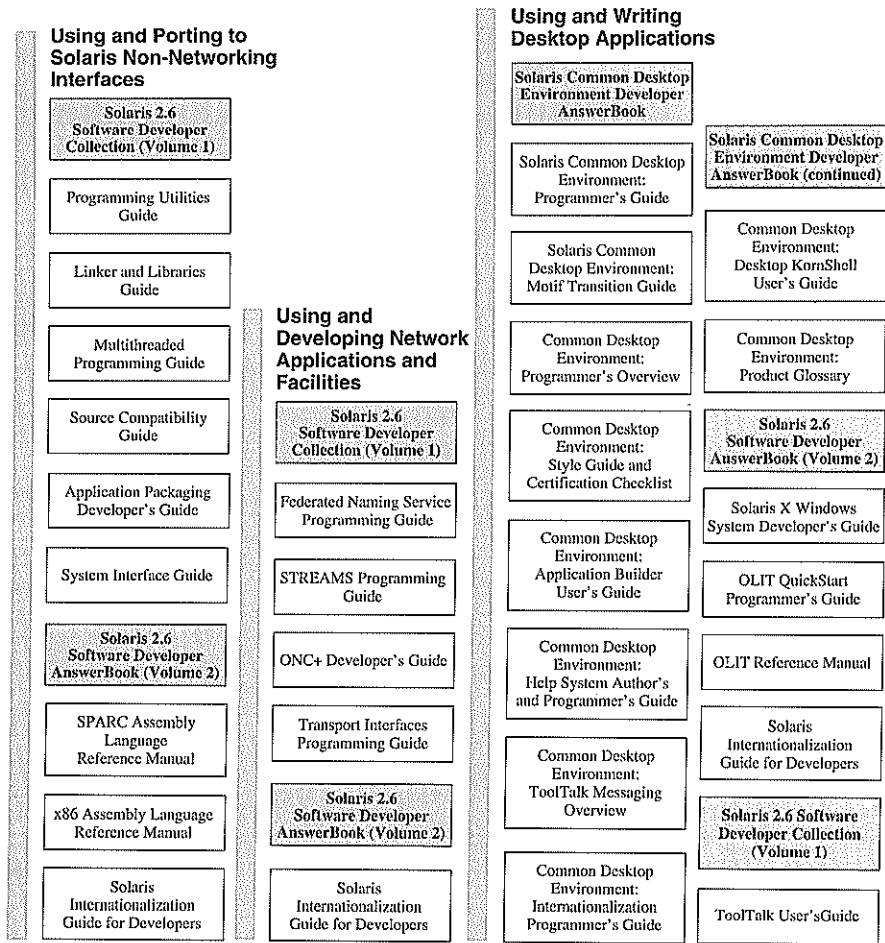 Using and Porting to
Solaris Non-Networking
Interfaces
Solaris 2.6
Software Developer
Collection (Volume 1)
Programming Utilities
Guide
Linker and Libraries
Guide
Multithreaded
Programming Guide
Source Compatibility
Guide
Application Packaging
Developer's Guide
System Interface Guide
Solaris 2.6
Software Developer
AnswerBook (Volume 2)
SPARC Assembly
Language
Reference Manual
x86 Assembly Language
Reference Manual
Solaris
Internationalization
Guide for Developers
Using and
Developing Network
Applications and
Facilities
Solaris 2.6
Software Developer
Collection (Volume 1)
Federated Naming Service
Programming Guide
STREAMS Programming
Guide
ONC+ Developer's Guide
Transport Interfaces
Programming Guide
Solaris 2.6
Software Developer
AnswerBook (Volume 2)
Solaris
Internationalization
Guide for Developers
Using and Writing
Desktop Applications
Solaris Common Desktop
Environment Developer
AnswerBook
Solaris Common Desktop
Environment:
Programmer's Guide
Solaris Common
Desktop Environment:
Motif Transition Guide
Common Desktop
Environment:
Programmer's Overview
Common Desktop
Environment:
Style Guide and
Certification Checklist
Common Desktop
Environment:
Application Builder
User's Guide
Common Desktop
Environment:
Help System Author's
and Programmer's Guide
Common Desktop
Environment:
ToolTalk Messaging
Overview
Common Desktop
Environment:
Internationalization
Programmer's Guide
Solaris Common Desktop
Environment Developer
AnswerBook (continued)
Common Desktop
Environment:
Desktop KornShell
User's Guide
Common Desktop
Environment:
Product Glossary
Solaris 2.6
Software Developer
AnswerBook (Volume 2)
Solaris X Windows
System Developer's Guide
OLIT QuickStart
Programmer's Guide
OLIT Reference Manual
Solaris
Internationalization
Guide for Developers
Solaris 2.6 Software
Developer Collection
(Volume 1)
ToolTalk User'sGuide